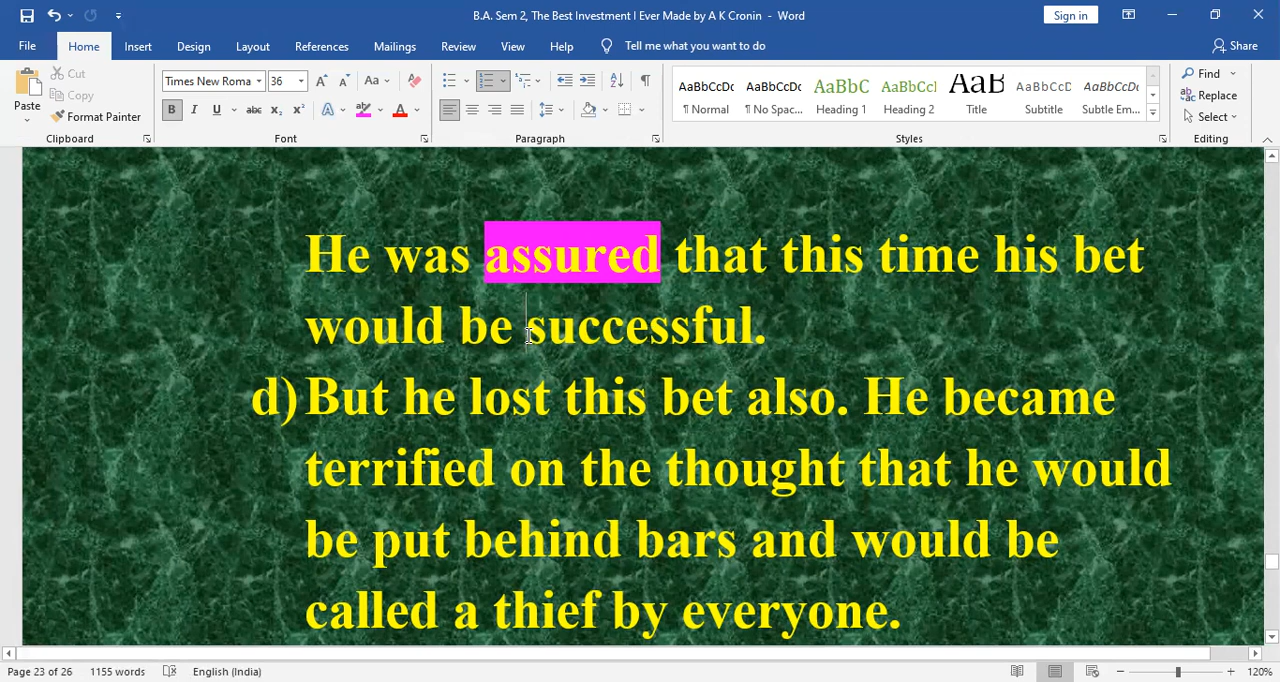 B.A. Sem 2, The Best Investment I Ever Made by A K Cronin - Word
Sign in
File Home Insert Design Layout References Mailings Review View Help Tell me what you want to do Share
Paste
Cut
Copy
Format Painter
Clipboard
Times New Roma 36
Font
Paragraph
AaBbCcDc AaBbCcDc AaBbC AaBbCcl AaB AaBbCcD AaBbCcD
¶ Normal ¶ No Spac... Heading 1 Heading 2 Title Subtitle Subtle Em...
Styles
Find
Replace
Select
Editing
He was assured that this time his bet
would be successful.
d) But he lost this bet also. He became
terrified on the thought that he would
be put behind bars and would be
called a thief by everyone.
Page 23 of 26 1155 words English (India) 120%